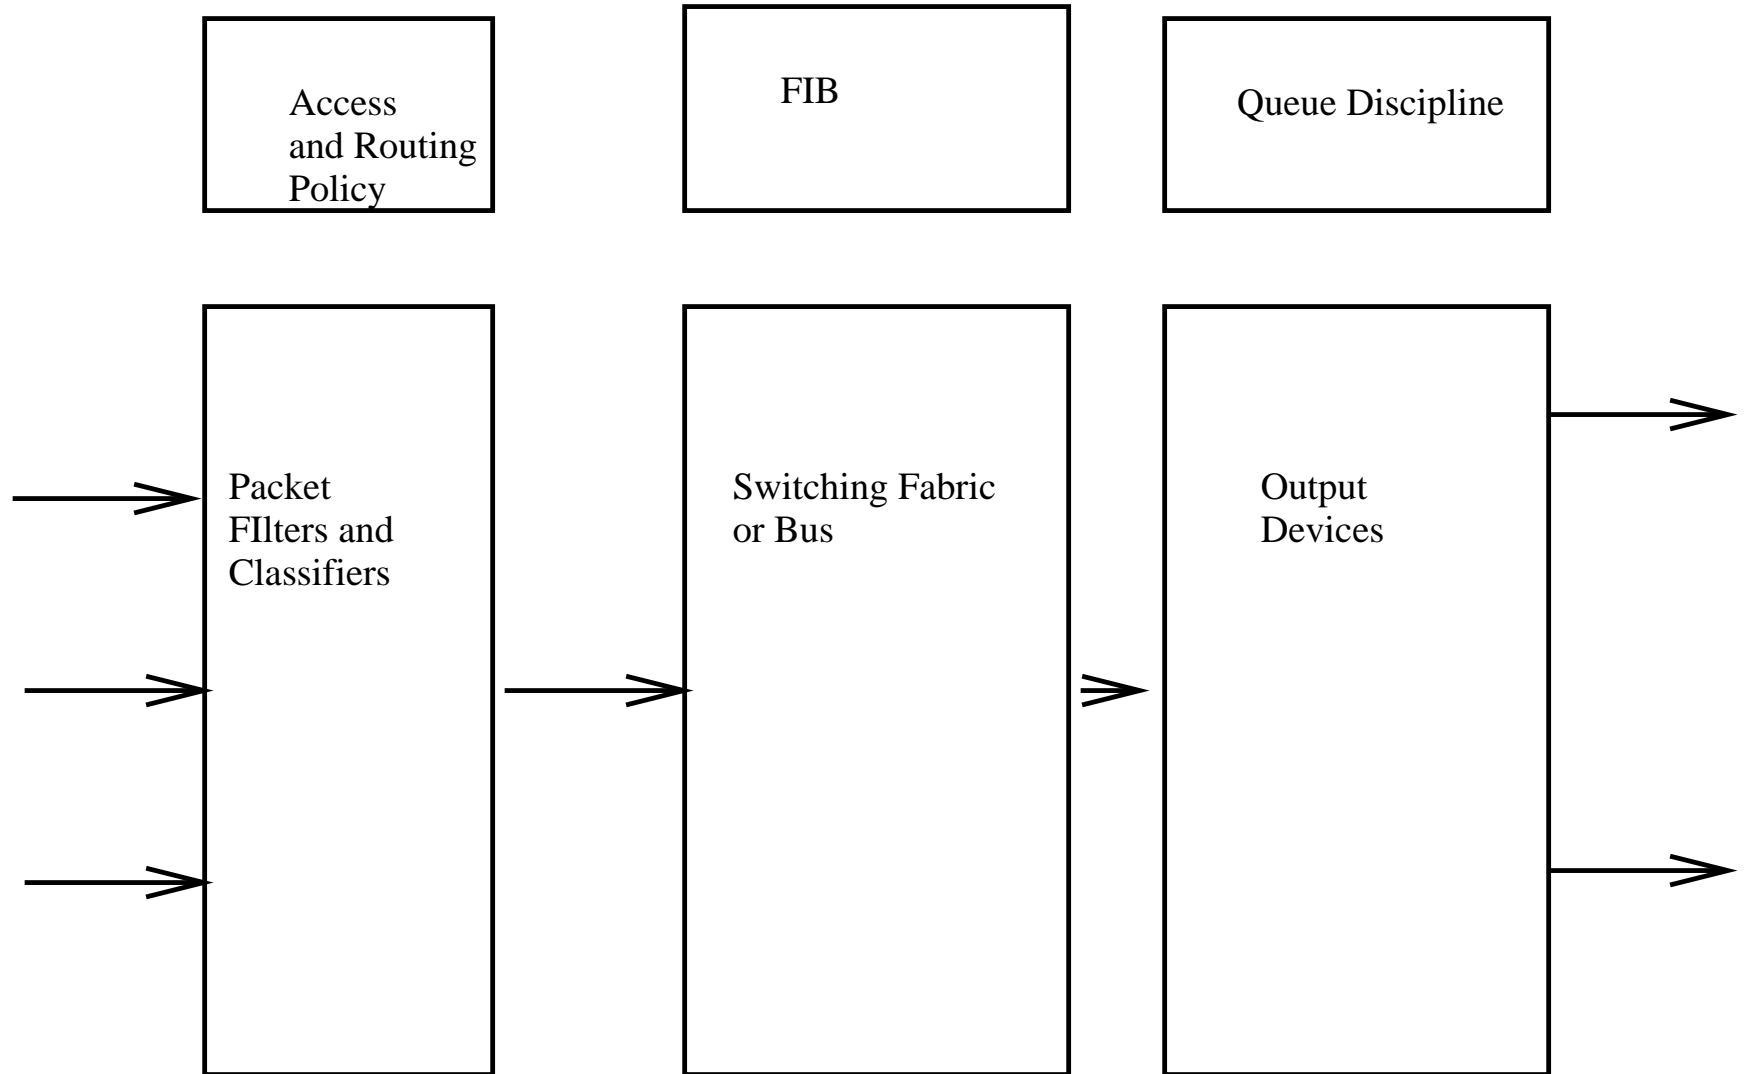 Access
and Routing
Policy
FIB
Queue Discipline
Packet
FIlters and
Classifiers
Switching Fabric
or Bus
Output
Devices